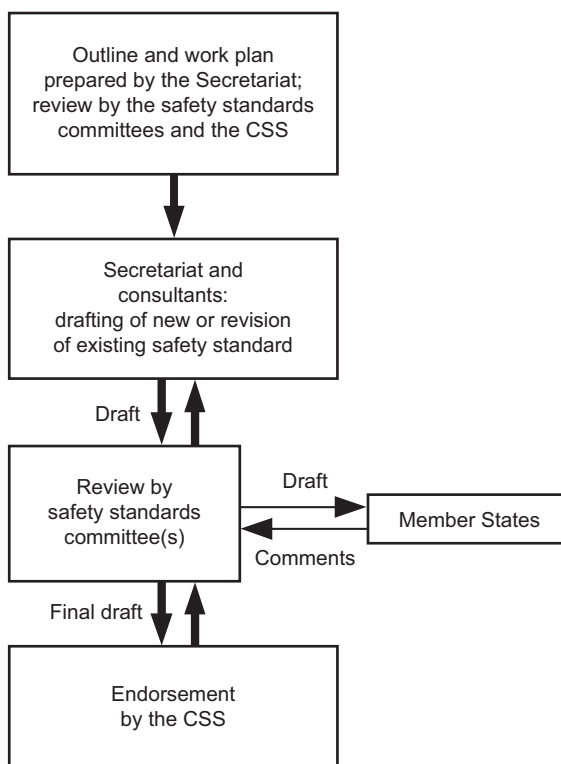 Outline and work plan
prepared by the Secretariat;
review by the safety standards
committees and the CSS
Secretariat and
consultants:
drafting of new or revision
of existing safety standard
Draft
Review by
safety standards
committee(s)
Draft
Member States
Comments
Final draft
Endorsement
by the CSS